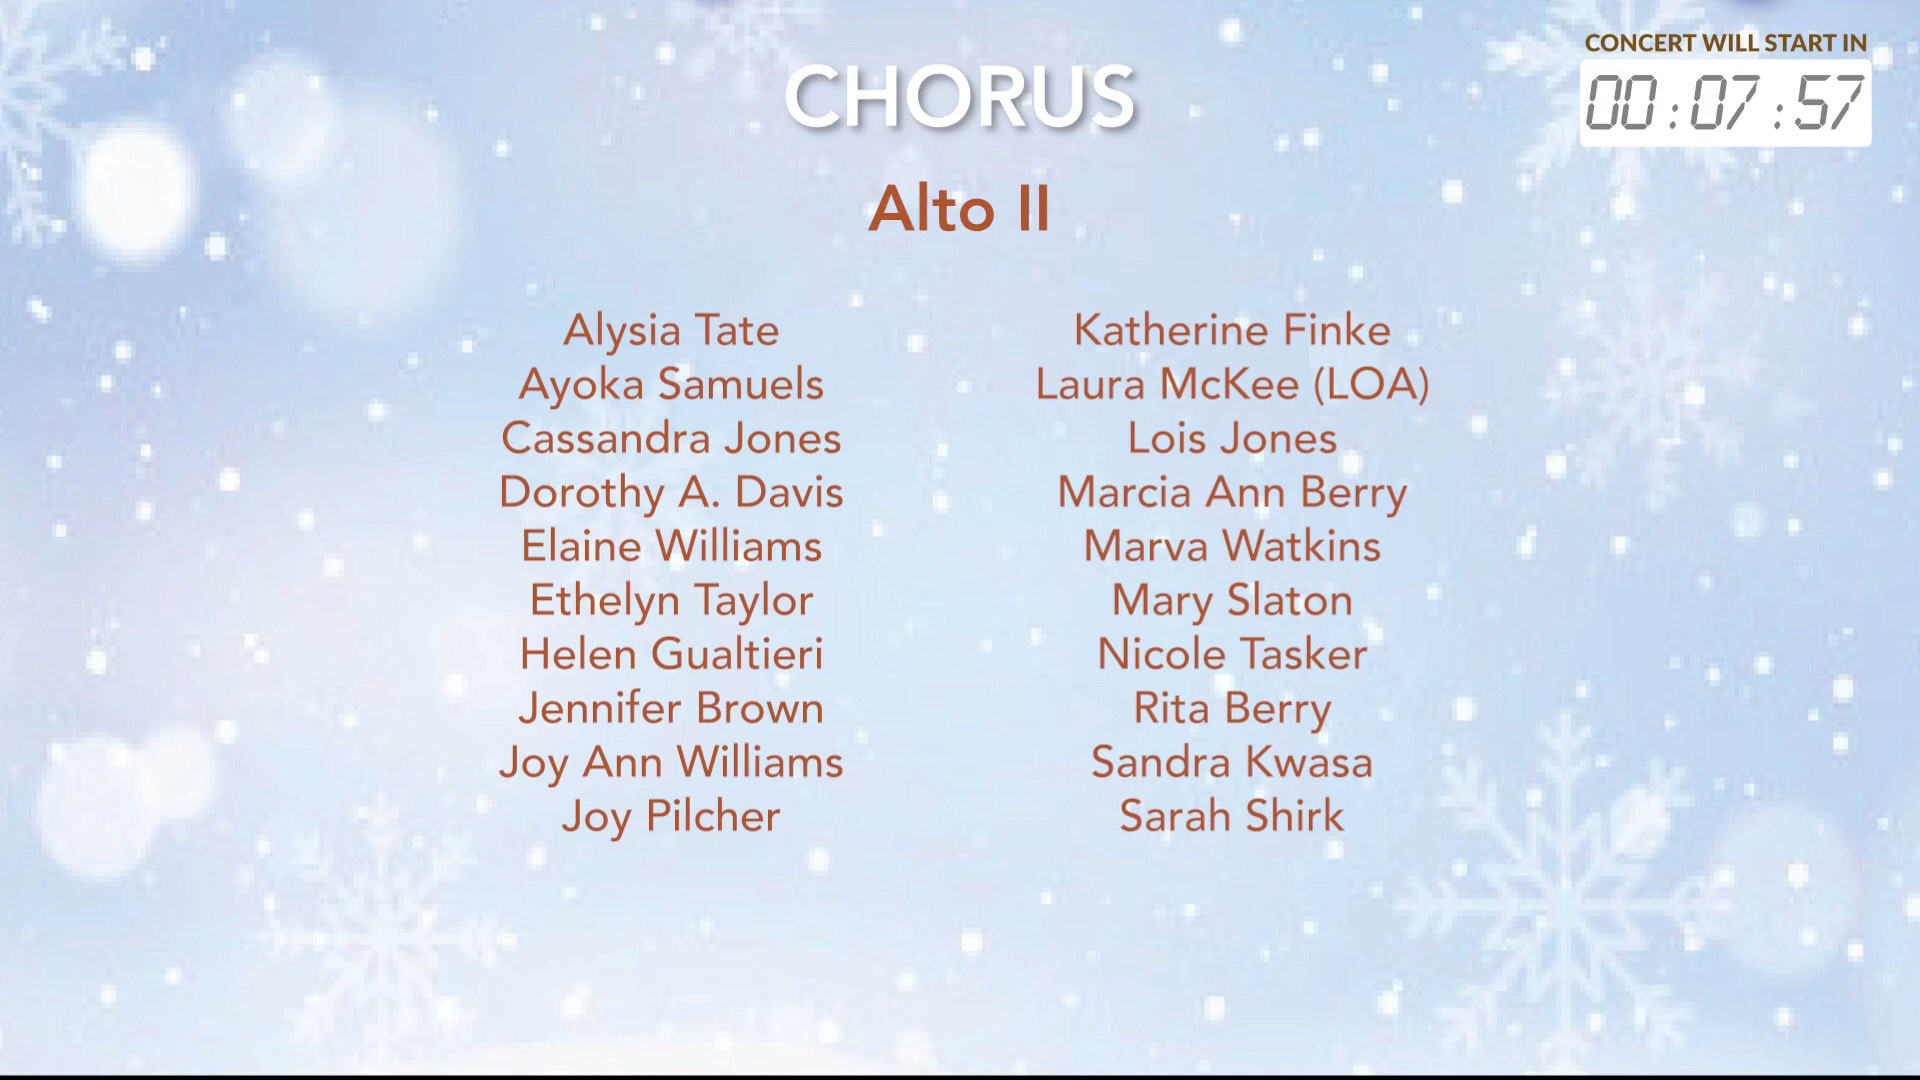 CONCERT WILL START IN
00:07:57
CHORUS
Alto II
Alysia Tate
Ayoka Samuels
Cassandra Jones
Dorothy A. Davis
Elaine Williams
Ethelyn Taylor
Helen Gualtieri
Jennifer Brown
Joy Ann Williams
Joy Pilcher
Katherine Finke
Laura McKee (LOA)
Lois Jones
Marcia Ann Berry
Marva Watkins
Mary Slaton
Nicole Tasker
Rita Berry
Sandra Kwasa
Sarah Shirk